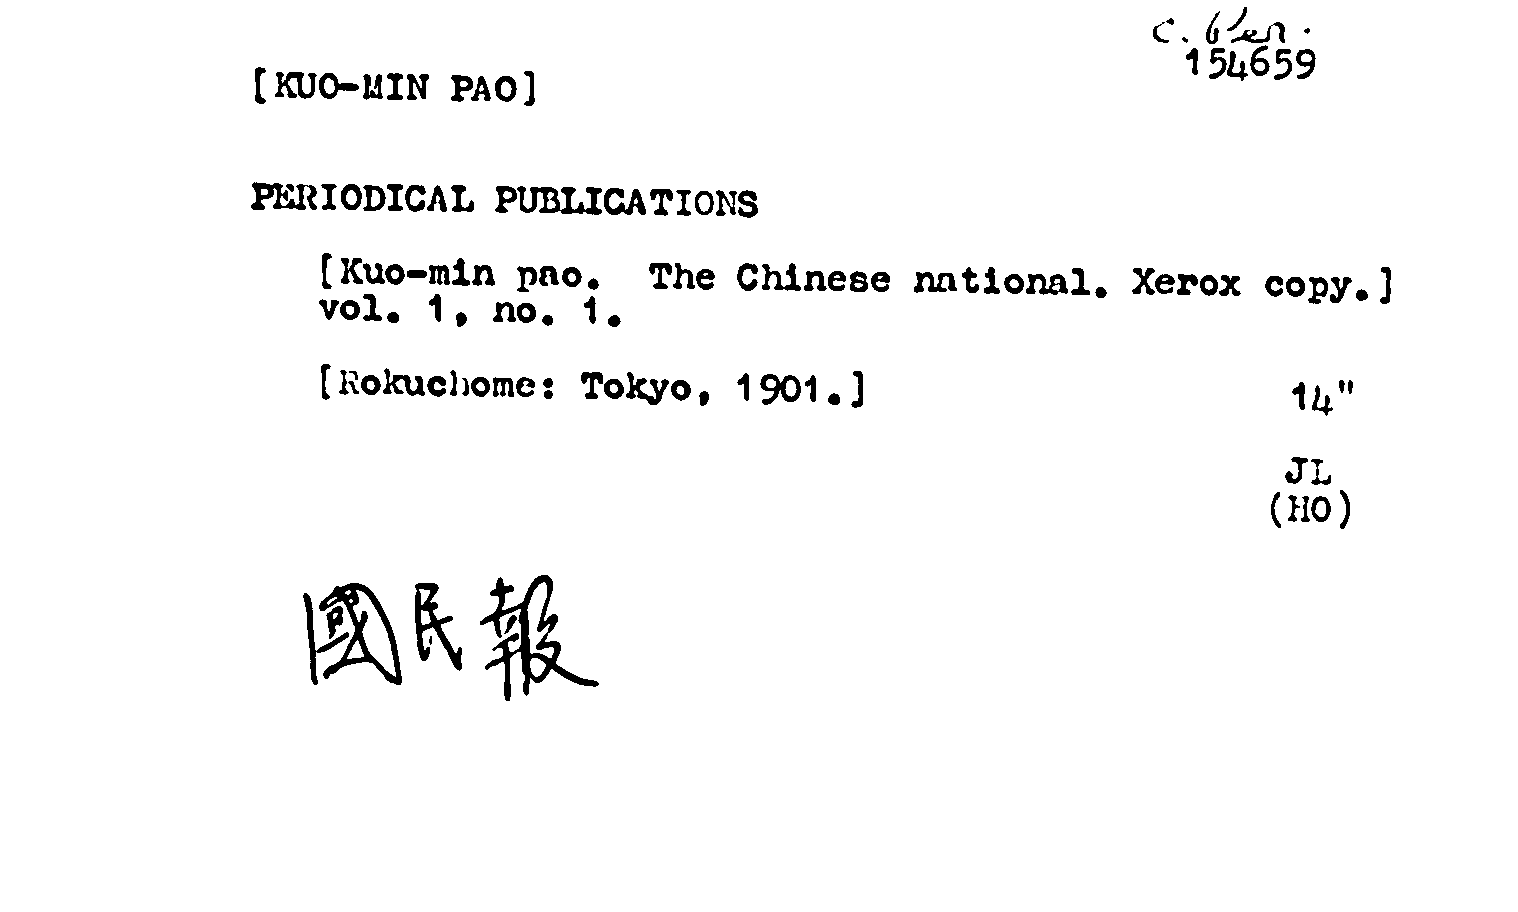 C. Per.
154659
[KUO-MIN PAO]
PERIODICAL PUBLICATIONS
[Kuo-min pao. The Chinese national. Xerox copy.]
vol. 1, no. 1.
[Rokuchome: Tokyo, 1901.]
14"
JL
(HO)
國民報